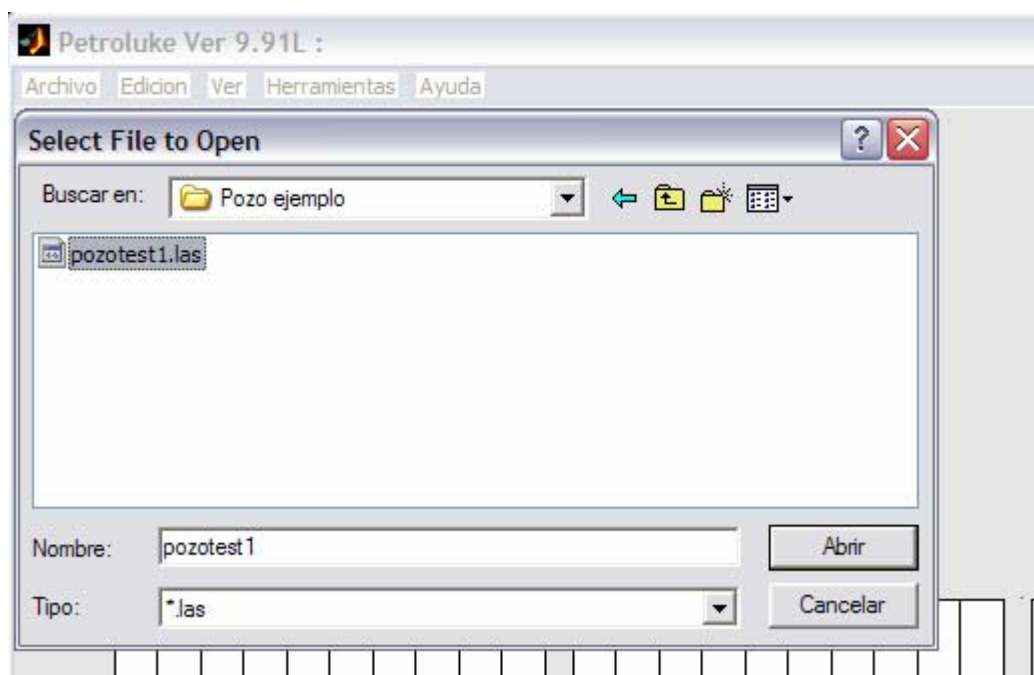 Petroluke Ver 9.91L :
Archivo Edicion Ver Herramientas Ayuda
Select File to Open
Buscar en: Pozo ejemplo
pozotest1.las
Nombre: pozotest1 Abrir
Tipo: *.las Cancelar